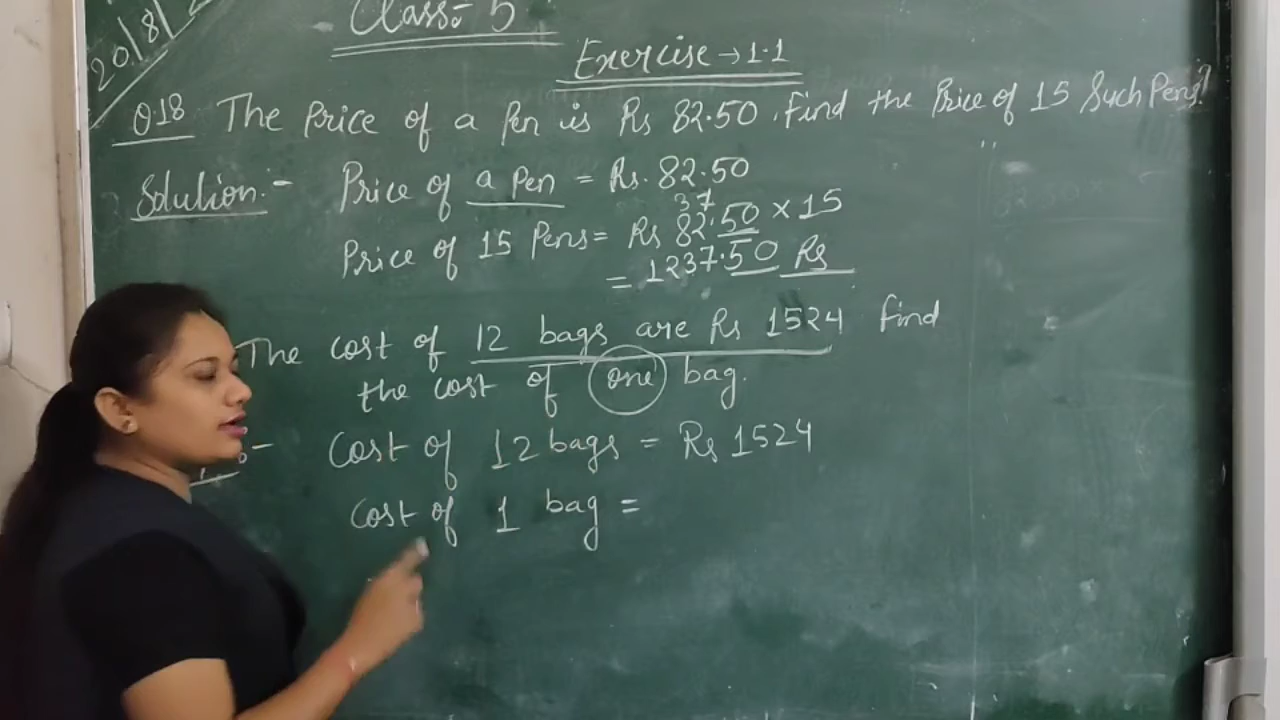 20/8/2
Class:- 5
Exercise → 1.1
Q.18 The Price of a Pen is Rs 82.50. Find the Price of 15 Such Pens?
Solution:- Price of a Pen = Rs. 82.50
37
Price of 15 Pens = Rs 82.50 × 15
= 1237.50 Rs
The cost of 12 bags are Rs 1524 find
the cost of one bag.
Cost of 12 bags = Rs 1524
Cost of 1 bag =